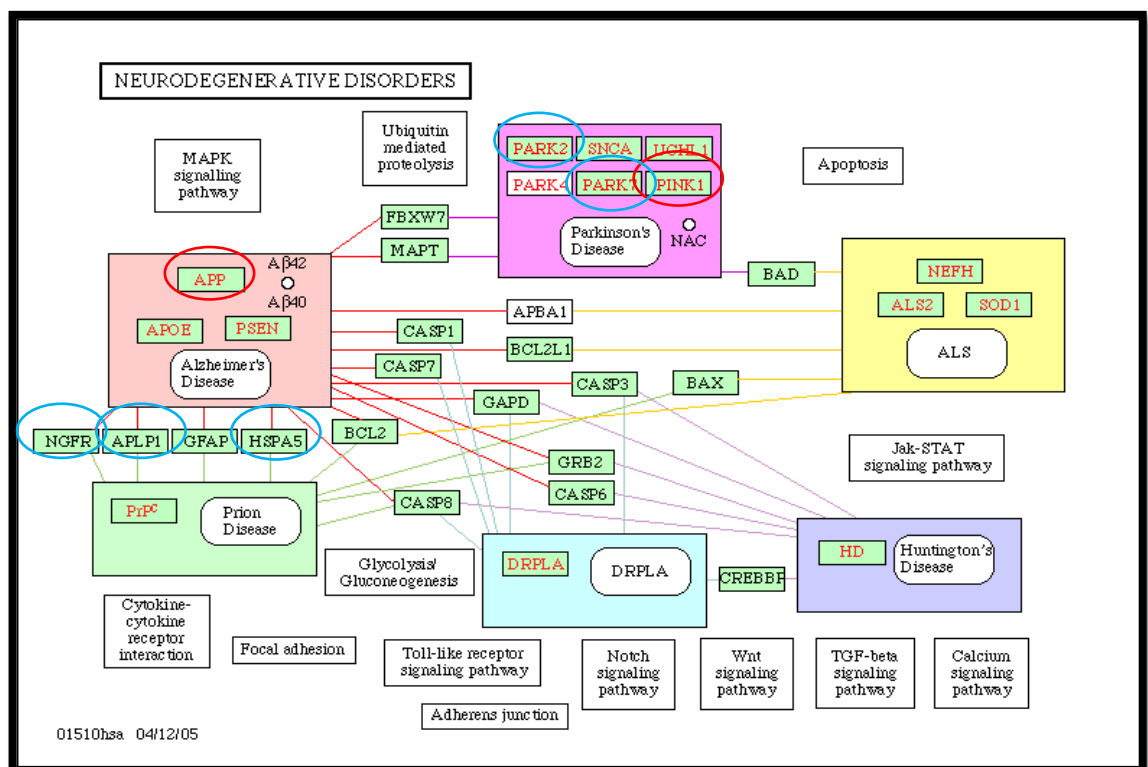 NEURODEGENERATIVE DISORDERS
MAPK
signalling
pathway
Ubiquitin
mediated
proteolysis
PARK2
SNCA
UCHL1
PARK4
PARK7
PINK1
Parkinson's
Disease
NAC
Apoptosis
FBXW7
MAPT
BAD
APP
Aβ42
Aβ40
APOE
PSEN
Alzheimer's
Disease
NEFH
ALS2
SOD1
ALS
APBA1
CASP1
BCL2L1
CASP7
CASP3
BAX
GAPD
NGFR
APLP1
GFAP
HSPA5
BCL2
GRB2
CASP6
CASP8
Jak-STAT
signaling pathway
PrPC
Prion
Disease
Glycolysis/
Gluconeogenesis
DRPLA
DRPLA
CREBBP
HD
Huntington's
Disease
Cytokine-
cytokine
receptor
interaction
Focal adhesion
Toll-like receptor
signaling pathway
Notch
signaling
pathway
Wnt
signaling
pathway
TGF-beta
signaling
pathway
Calcium
signaling
pathway
Adherens junction
01510hsa 04/12/05